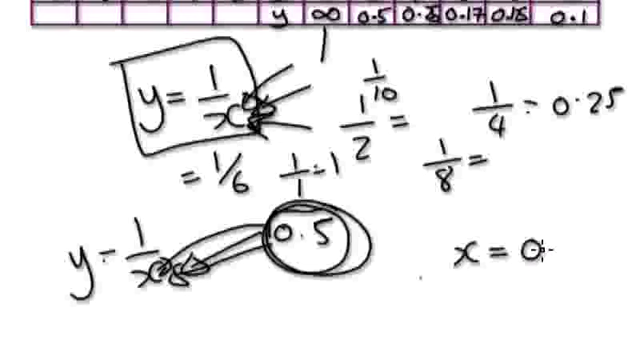 y ∞ 0.5 0.17 0.1
y = 1/x
1/10
1/2 =
1/4 = 0.25
= 1/6
1/1 = 1
1/8 =
y = 1/x
0.5
x = 0